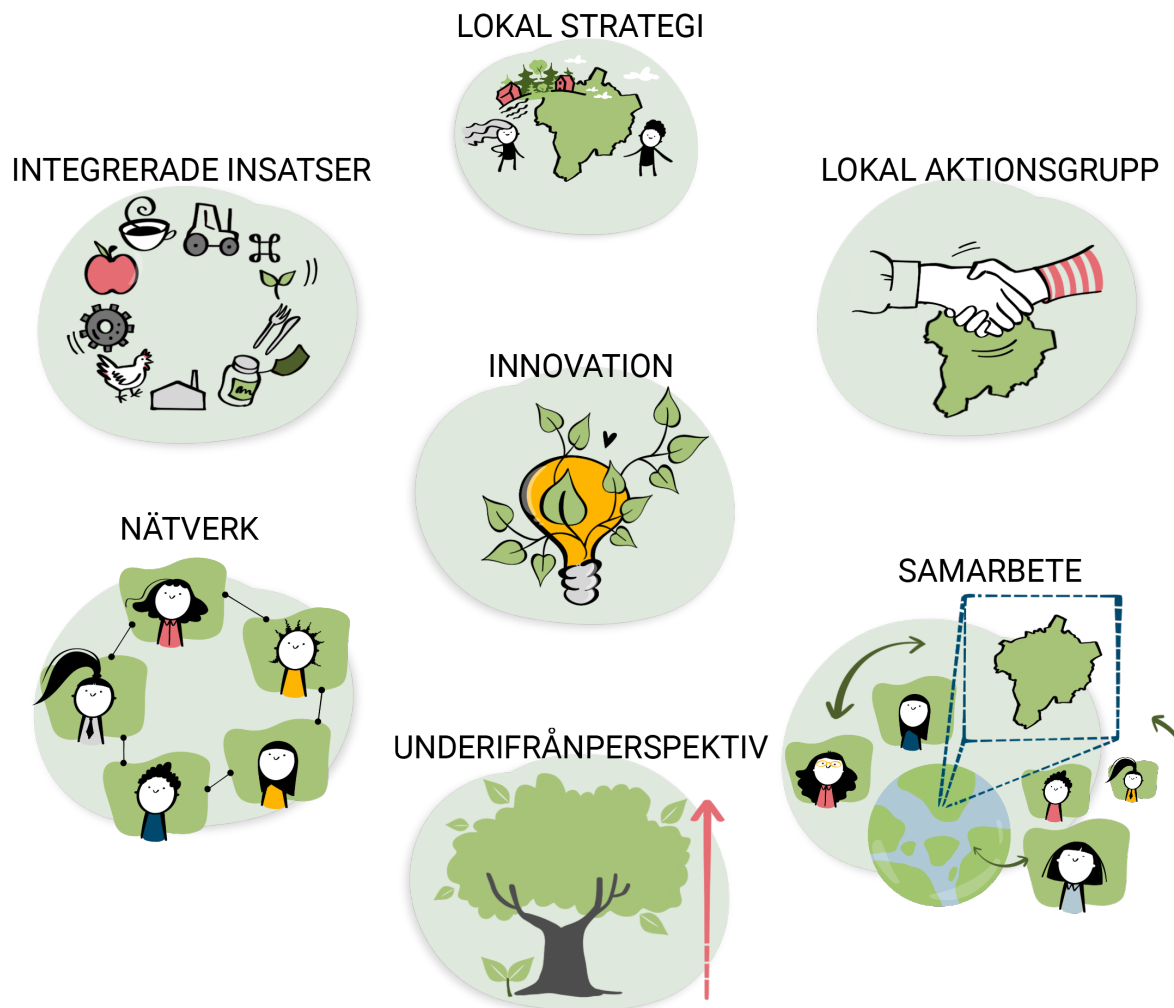 LOKAL STRATEGI
INTEGRERADE INSATSER
LOKAL AKTIONSGRUPP
INNOVATION
NÄTVERK
SAMARBETE
UNDERIFRÅNPERSPEKTIV